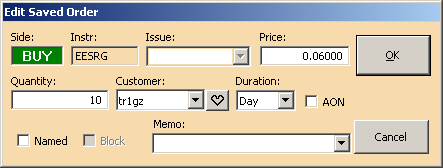 Edit Saved Order
Side: Instr: Issue: Price:
BUY EESRG 0.06000 OK
Quantity: Customer: Duration:
10 tr1gz Day AON
Memo:
Named Block Cancel